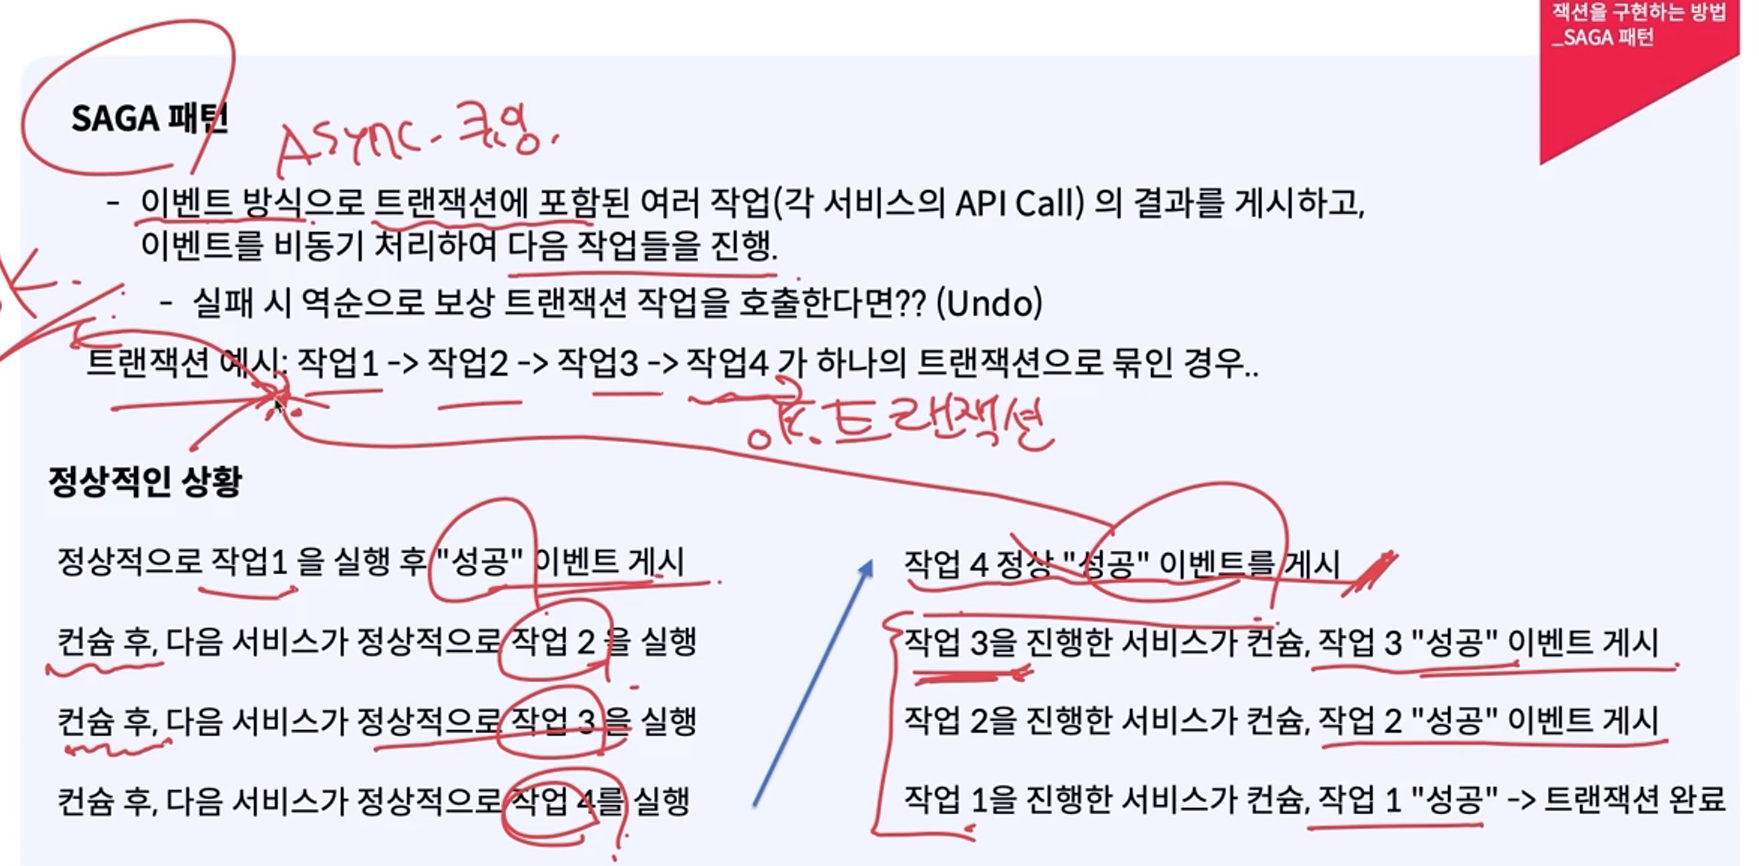 잭션을 구현하는 방법
_SAGA 패턴
SAGA 패턴
Async.
- 이벤트 방식으로 트랜잭션에 포함된 여러 작업(각 서비스의 API Call) 의 결과를 게시하고,
이벤트를 비동기 처리하여 다음 작업들을 진행.
- 실패 시 역순으로 보상 트랜잭션 작업을 호출한다면?? (Undo)
트랜잭션 예시: 작업1 -> 작업2 -> 작업3 -> 작업4 가 하나의 트랜잭션으로 묶인 경우..
ok. 트랜잭션
정상적인 상황
정상적으로 작업1 을 실행 후 "성공" 이벤트 게시
컨슘 후, 다음 서비스가 정상적으로 작업 2 을 실행
컨슘 후, 다음 서비스가 정상적으로 작업 3 을 실행
컨슘 후, 다음 서비스가 정상적으로 작업 4를 실행
작업 4 정상 "성공" 이벤트를 게시
작업 3을 진행한 서비스가 컨슘, 작업 3 "성공" 이벤트 게시
작업 2을 진행한 서비스가 컨슘, 작업 2 "성공" 이벤트 게시
작업 1을 진행한 서비스가 컨슘, 작업 1 "성공" -> 트랜잭션 완료